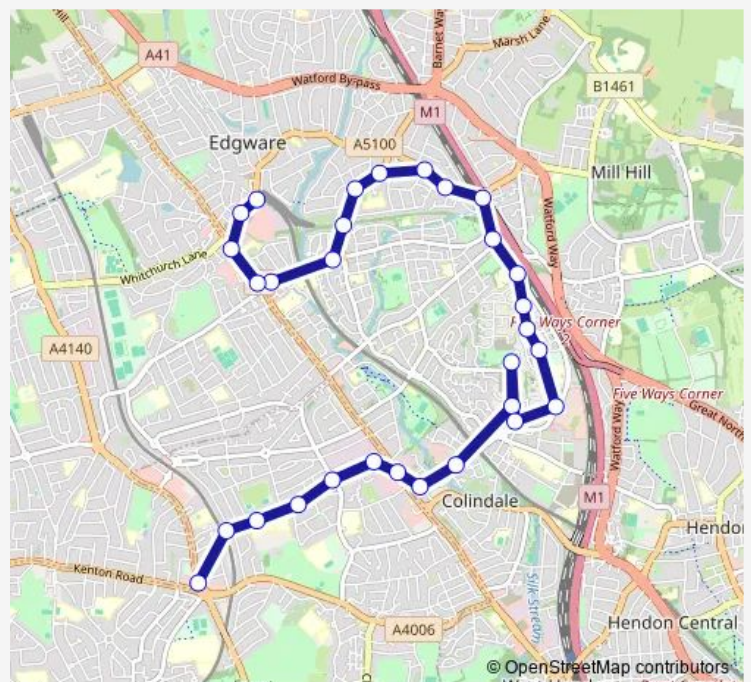 Barnet Way
Marsh Lane
A41
Watford By-pass
B1461
M1
Edgware
A5100
Mill Hill
Watford Way
Whitchurch Lane
Ways Corner
A4140
Five Ways Corner
Great North
Watford Way
Colindale
M1
Hendo
Kenton Road
Silk Stream
A4006
Hendon Central
© OpenStreetMap contributors